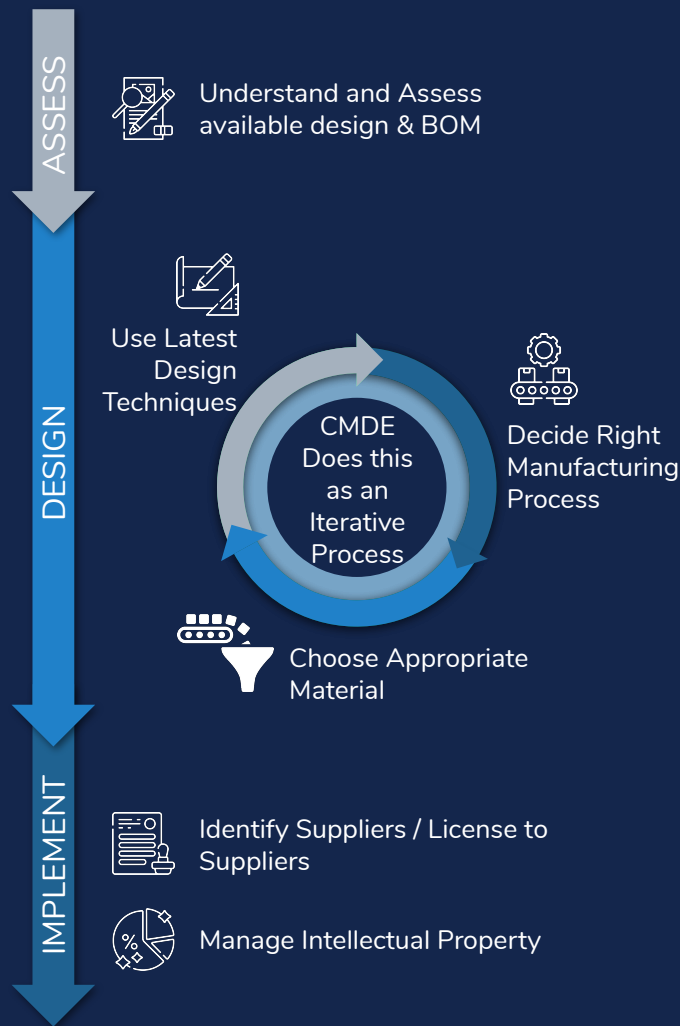 ASSESS
Understand and Assess
available design & BOM
DESIGN
Use Latest
Design
Techniques
CMDE
Does this
as an
Iterative
Process
Decide Right
Manufacturing
Process
Choose Appropriate
Material
IMPLEMENT
Identify Suppliers / License to
Suppliers
Manage Intellectual Property